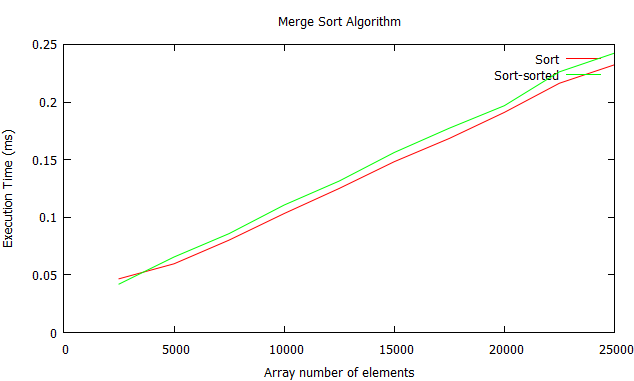 Merge Sort Algorithm
0.25
Sort
Sort-sorted
0.2
0.15
Execution Time (ms)
0.1
0.05
0
0 5000 10000 15000 20000 25000
Array number of elements